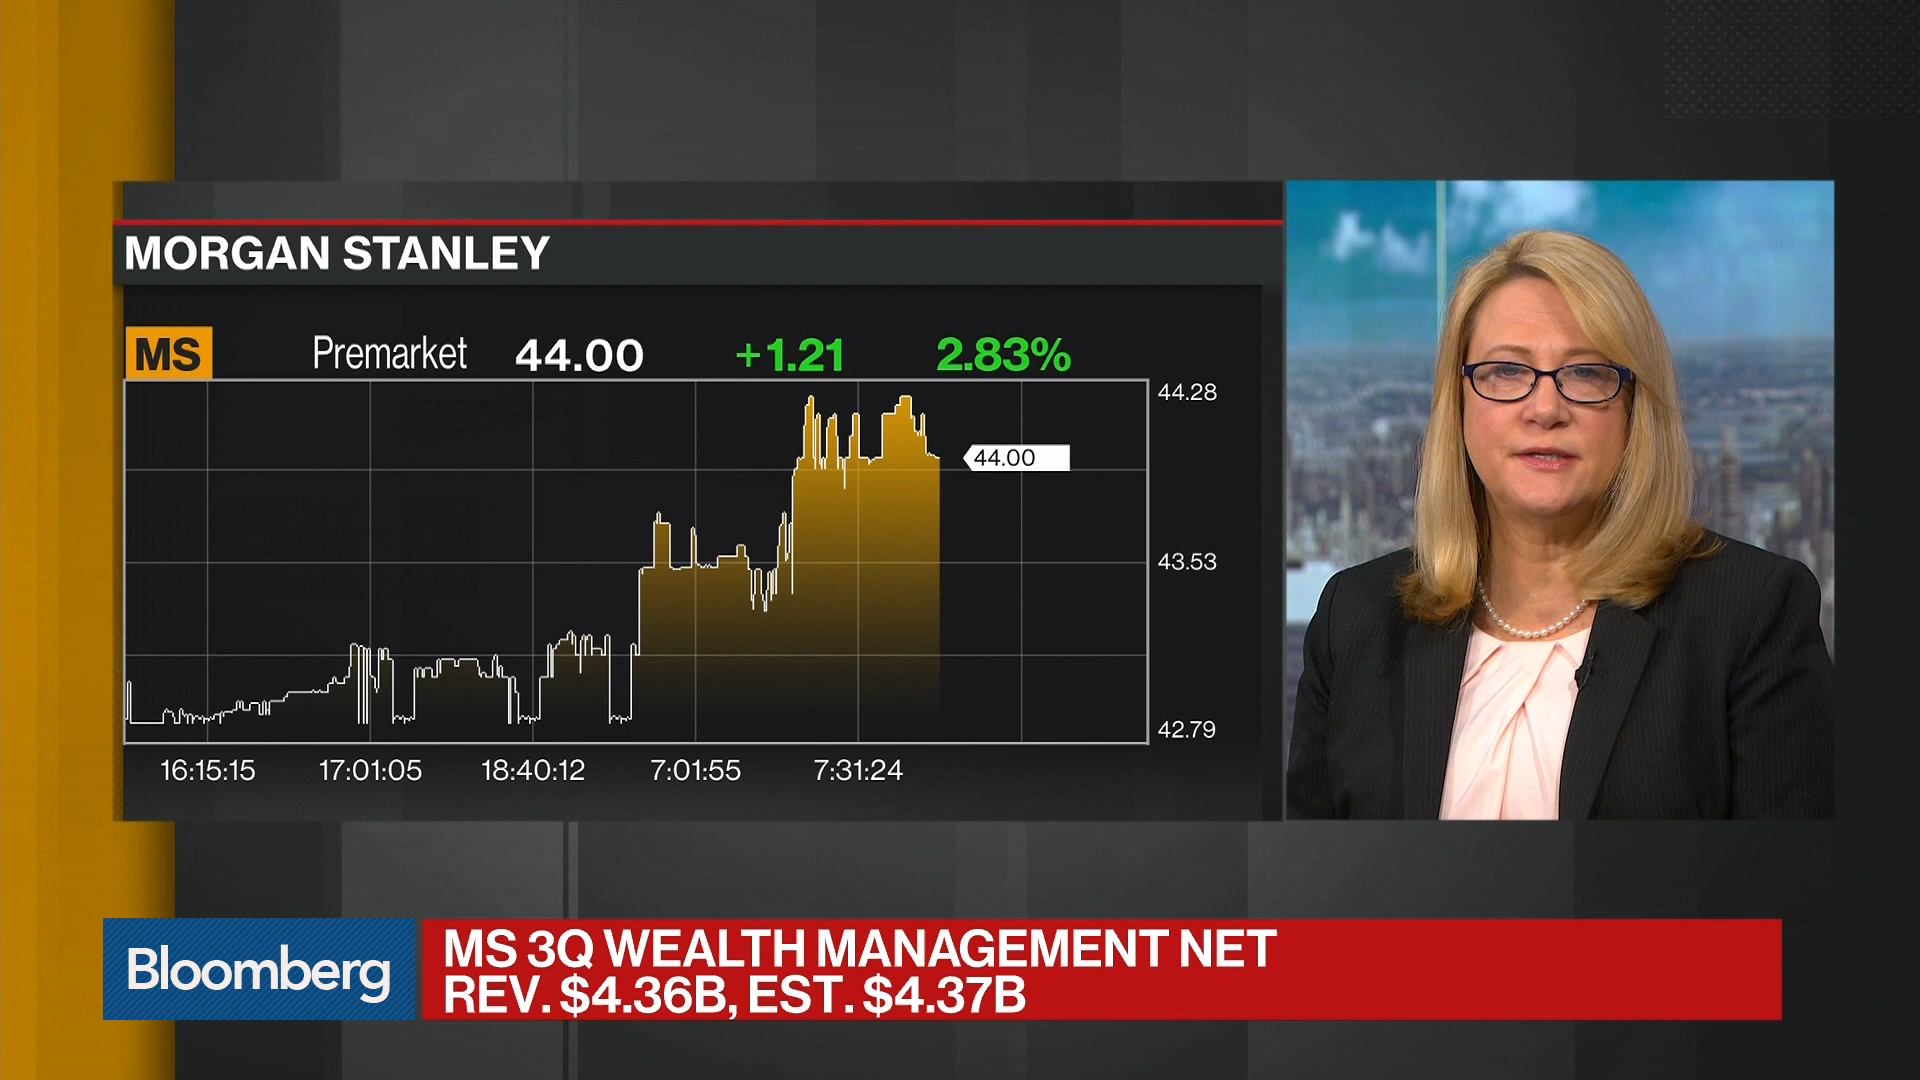 MORGAN STANLEY
MS Premarket 44.00 +1.21 2.83%
44.28
44.00
43.53
42.79
16:15:15 17:01:05 18:40:12 7:01:55 7:31:24
Bloomberg
MS 3Q WEALTH MANAGEMENT NET
REV. $4.36B, EST. $4.37B